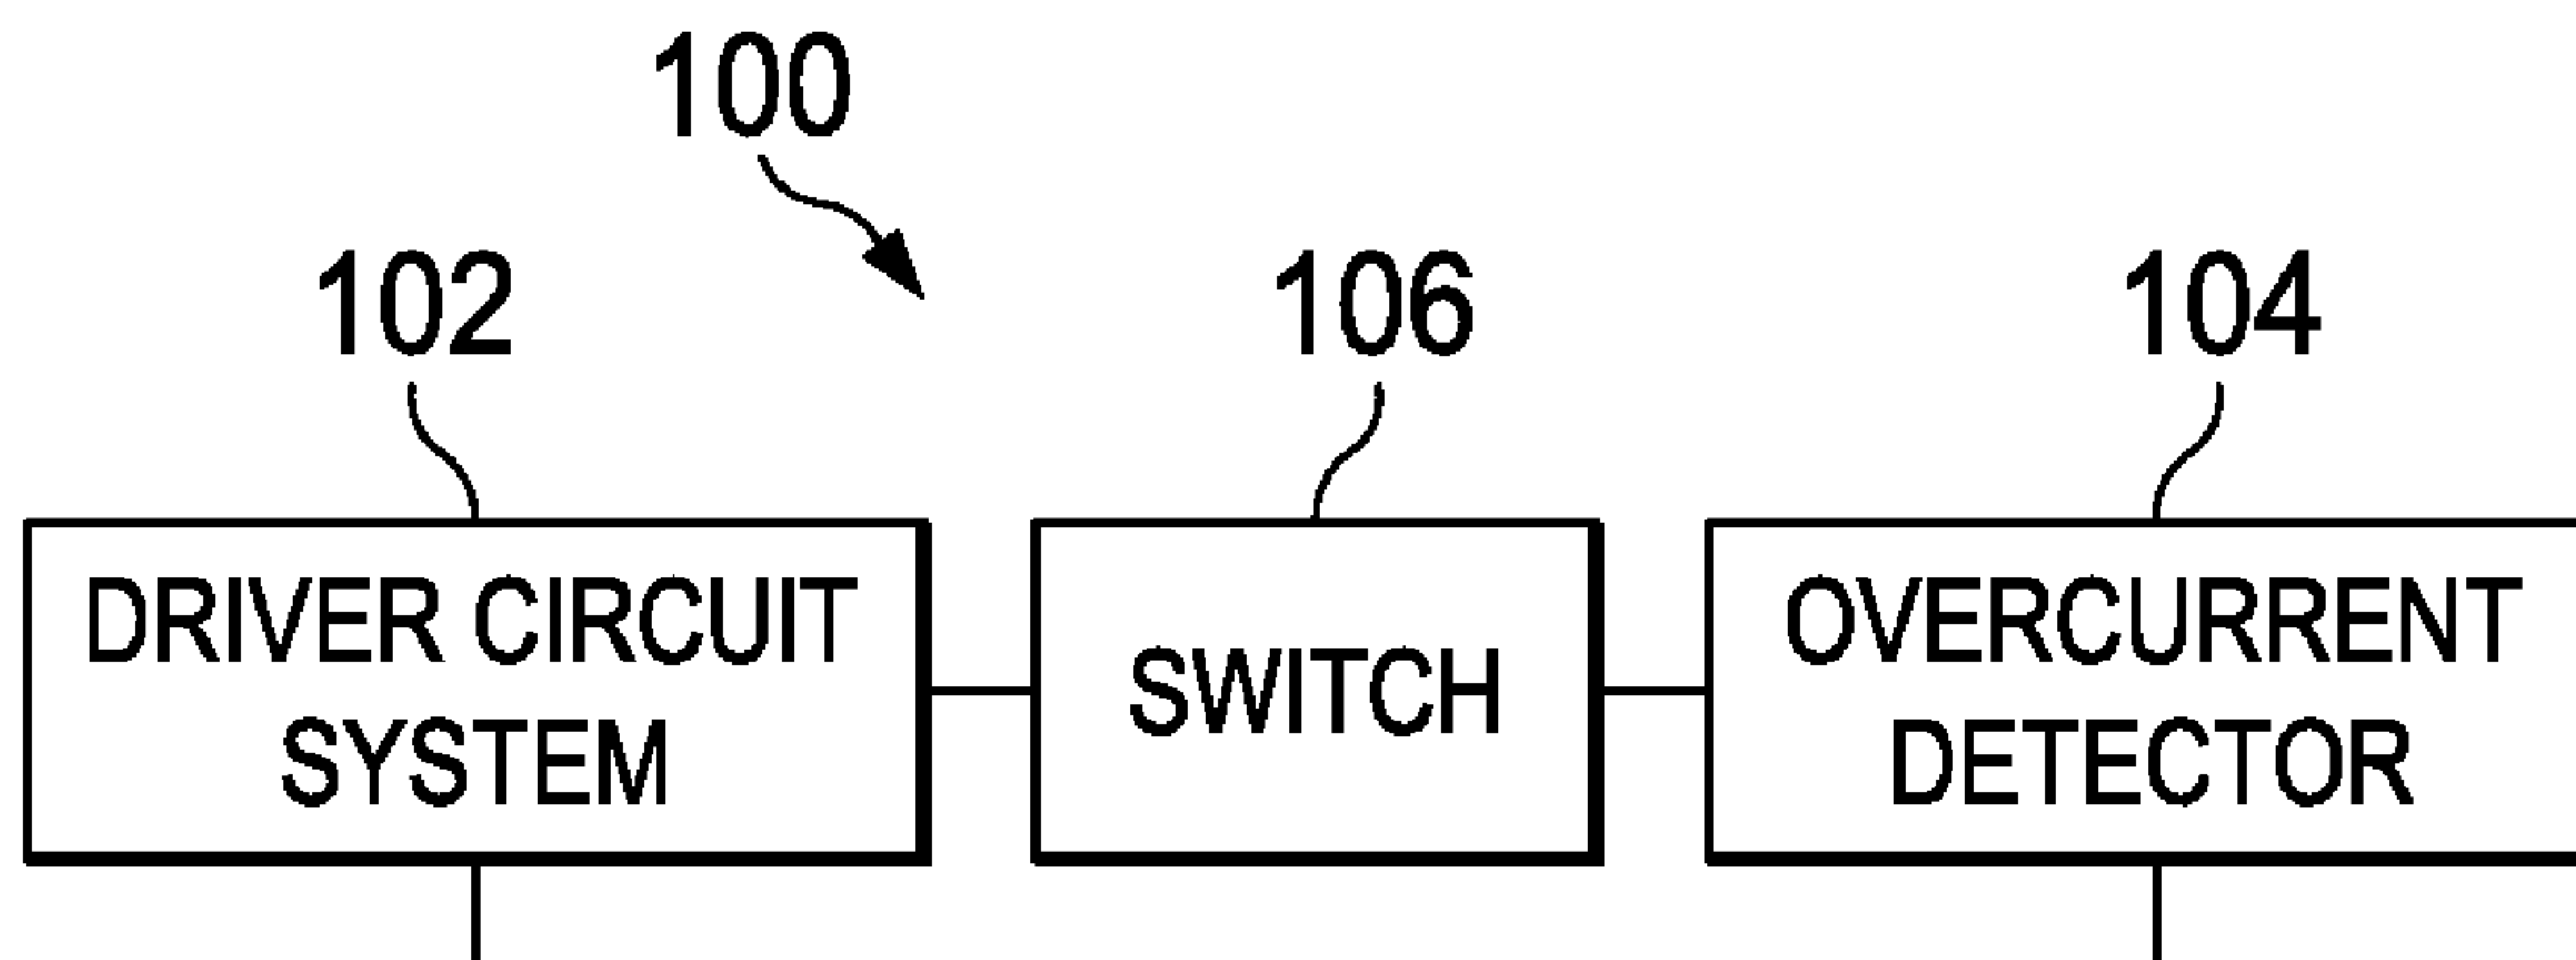 100
102
106
104
DRIVER CIRCUIT
SYSTEM
SWITCH
OVERCURRENT
DETECTOR